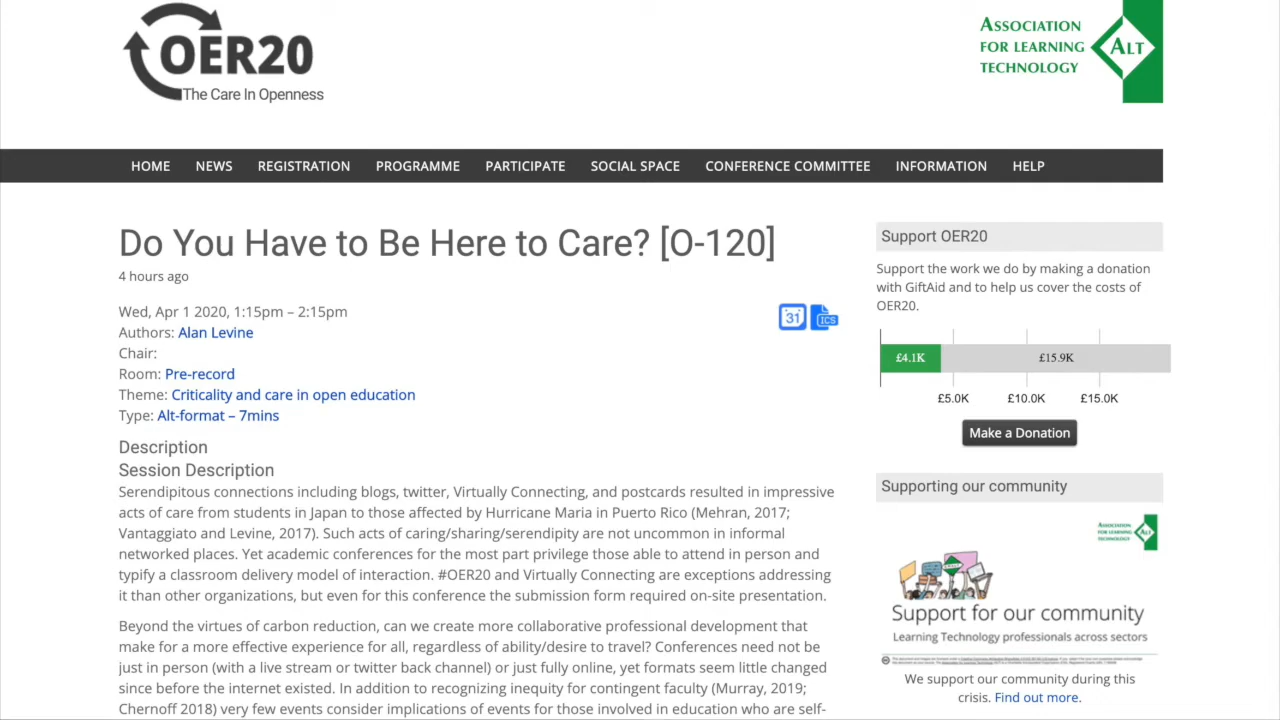 OER20
The Care In Openness
ASSOCIATION
FOR LEARNING
TECHNOLOGY
ALT
HOME NEWS REGISTRATION PROGRAMME PARTICIPATE SOCIAL SPACE CONFERENCE COMMITTEE INFORMATION HELP
Do You Have to Be Here to Care? [O-120]
4 hours ago
Wed, Apr 1 2020, 1:15pm – 2:15pm
31
ICS
Authors: Alan Levine
Chair:
Room: Pre-record
Theme: Criticality and care in open education
Type: Alt-format – 7mins
Description
Session Description
Serendipitous connections including blogs, twitter, Virtually Connecting, and postcards resulted in impressive
acts of care from students in Japan to those affected by Hurricane Maria in Puerto Rico (Mehran, 2017;
Vantaggiato and Levine, 2017). Such acts of caring/sharing/serendipity are not uncommon in informal
networked places. Yet academic conferences for the most part privilege those able to attend in person and
typify a classroom delivery model of interaction. #OER20 and Virtually Connecting are exceptions addressing
it than other organizations, but even for this conference the submission form required on-site presentation.
Beyond the virtues of carbon reduction, can we create more collaborative professional development that
make for a more effective experience for all, regardless of ability/desire to travel? Conferences need not be
just in person (with a live stream and twitter back channel) or just fully online, yet formats seem little changed
since before the internet existed. In addition to recognizing inequity for contingent faculty (Murray, 2019;
Chernoff 2018) very few events consider implications of events for those involved in education who are self-
Support OER20
Support the work we do by making a donation
with GiftAid and to help us cover the costs of
OER20.
£4.1K £15.9K
£5.0K £10.0K £15.0K
Make a Donation
Supporting our community
ASSOCIATION
FOR LEARNING
TECHNOLOGY
ALT
Support for our community
Learning Technology professionals across sectors
We support our community during this
crisis. Find out more.